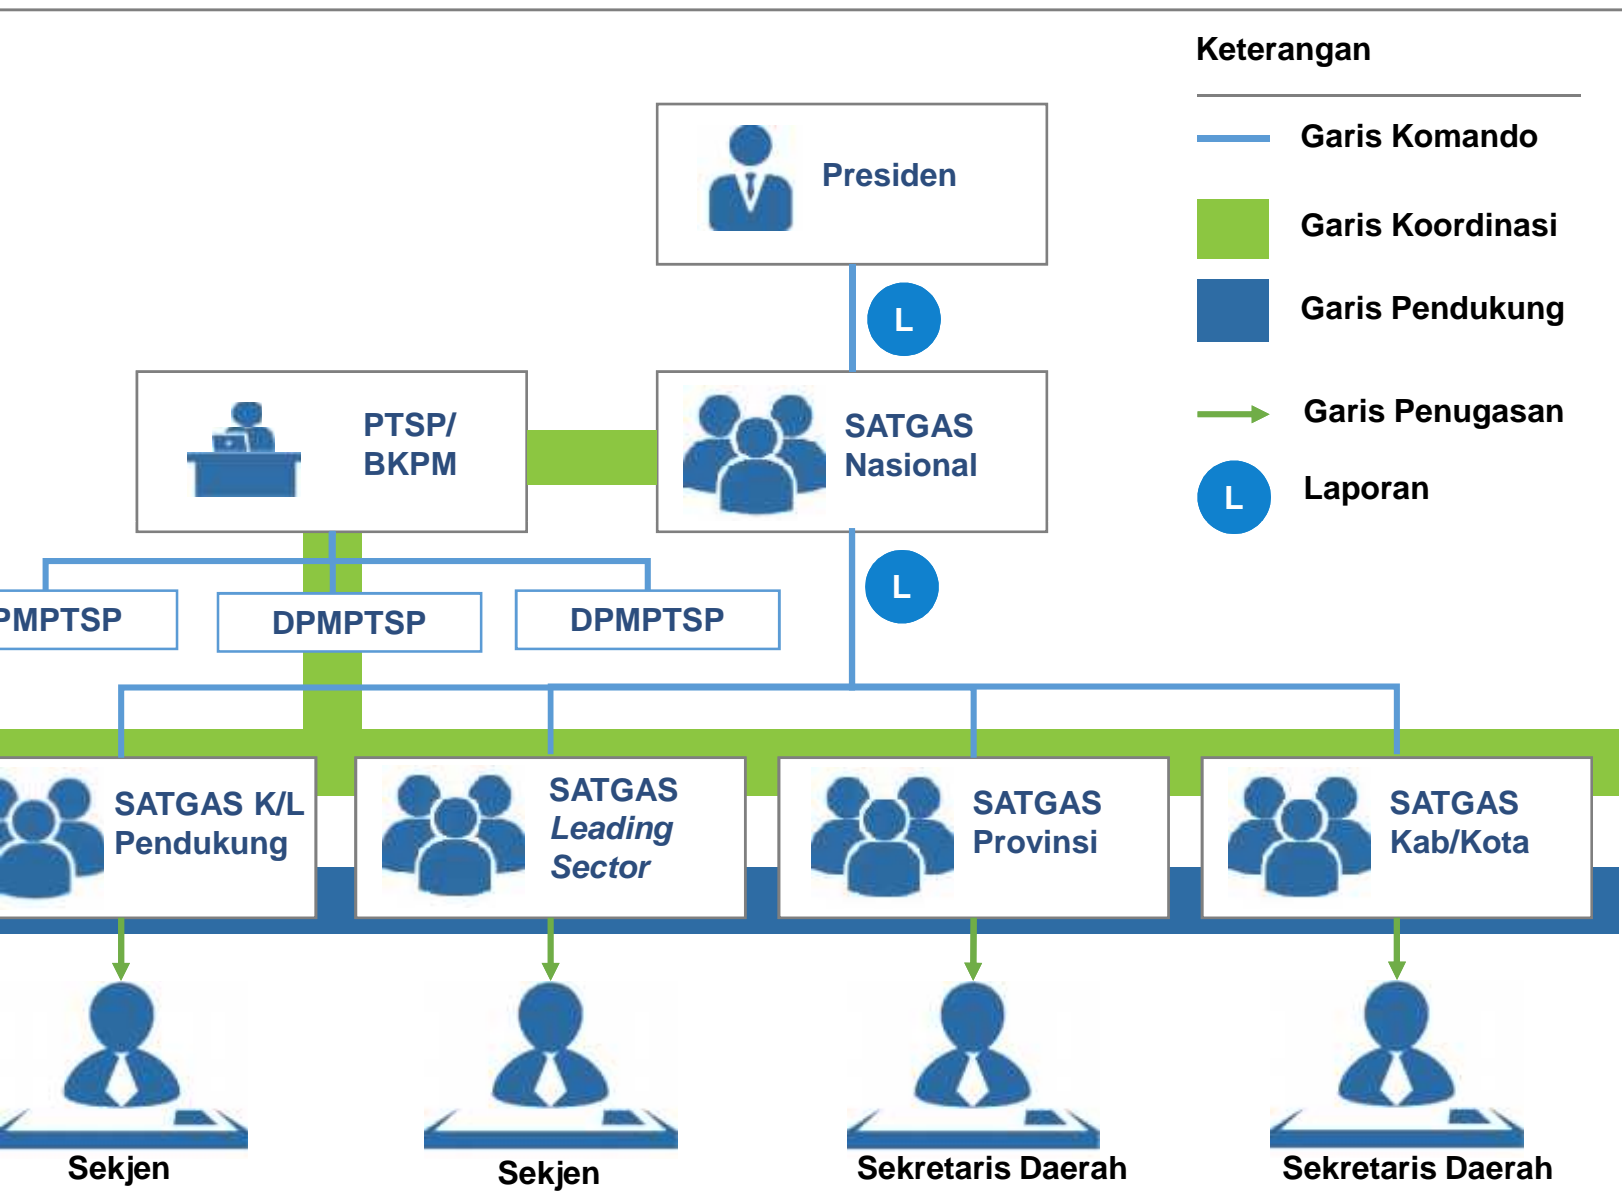 Keterangan
Garis Komando
Garis Koordinasi
Garis Pendukung
Garis Penugasan
L
Laporan
Presiden
L
PTSP/
BKPM
SATGAS
Nasional
L
PMPTSP
DPMPTSP
DPMPTSP
SATGAS K/L
Pendukung
SATGAS
Leading
Sector
SATGAS
Provinsi
SATGAS
Kab/Kota
Sekjen
Sekjen
Sekretaris Daerah
Sekretaris Daerah